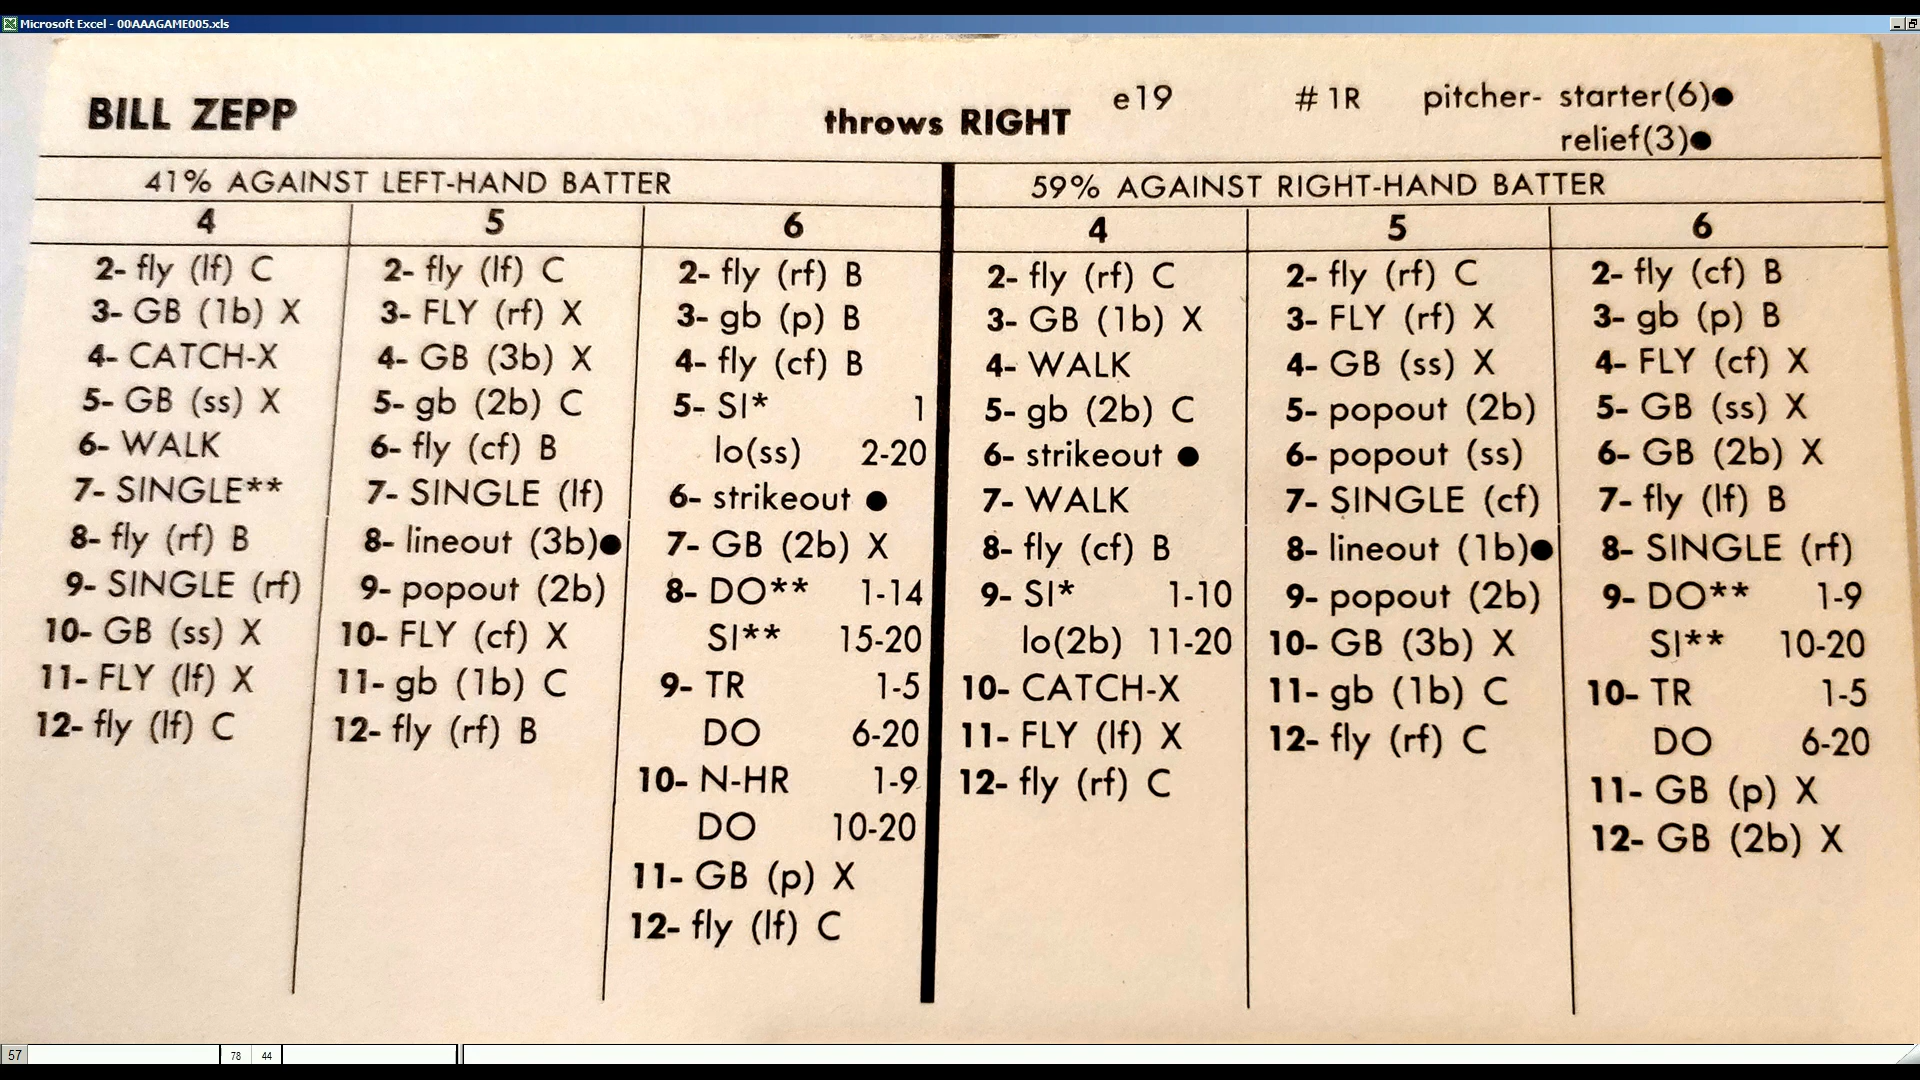 Microsoft Excel - 00AAAGAME005.xls
BILL ZEPP
throws RIGHT
e19
# 1R
pitcher- starter(6)●
relief(3)●
41% AGAINST LEFT-HAND BATTER
4
2- fly (lf) C
3- GB (1b) X
4- CATCH-X
5- GB (ss) X
6- WALK
7- SINGLE**
8- fly (rf) B
9- SINGLE (rf)
10- GB (ss) X
11- FLY (lf) X
12- fly (lf) C
5
2- fly (lf) C
3- FLY (rf) X
4- GB (3b) X
5- gb (2b) C
6- fly (cf) B
7- SINGLE (lf)
8- lineout (3b)●
9- popout (2b)
10- FLY (cf) X
11- gb (1b) C
12- fly (rf) B
6
2- fly (rf) B
3- gb (p) B
4- fly (cf) B
5- SI* 1
lo(ss) 2-20
6- strikeout ●
7- GB (2b) X
8- DO** 1-14
SI** 15-20
9- TR 1-5
DO 6-20
10- N-HR 1-9
DO 10-20
11- GB (p) X
12- fly (lf) C
59% AGAINST RIGHT-HAND BATTER
4
2- fly (rf) C
3- GB (1b) X
4- WALK
5- gb (2b) C
6- strikeout ●
7- WALK
8- fly (cf) B
9- SI* 1-10
lo(2b) 11-20
10- CATCH-X
11- FLY (lf) X
12- fly (rf) C
5
2- fly (rf) C
3- FLY (rf) X
4- GB (ss) X
5- popout (2b)
6- popout (ss)
7- SINGLE (cf)
8- lineout (1b)●
9- popout (2b)
10- GB (3b) X
11- gb (1b) C
12- fly (rf) C
6
2- fly (cf) B
3- gb (p) B
4- FLY (cf) X
5- GB (ss) X
6- GB (2b) X
7- fly (lf) B
8- SINGLE (rf)
9- DO** 1-9
SI** 10-20
10- TR 1-5
DO 6-20
11- GB (p) X
12- GB (2b) X
57
78 44